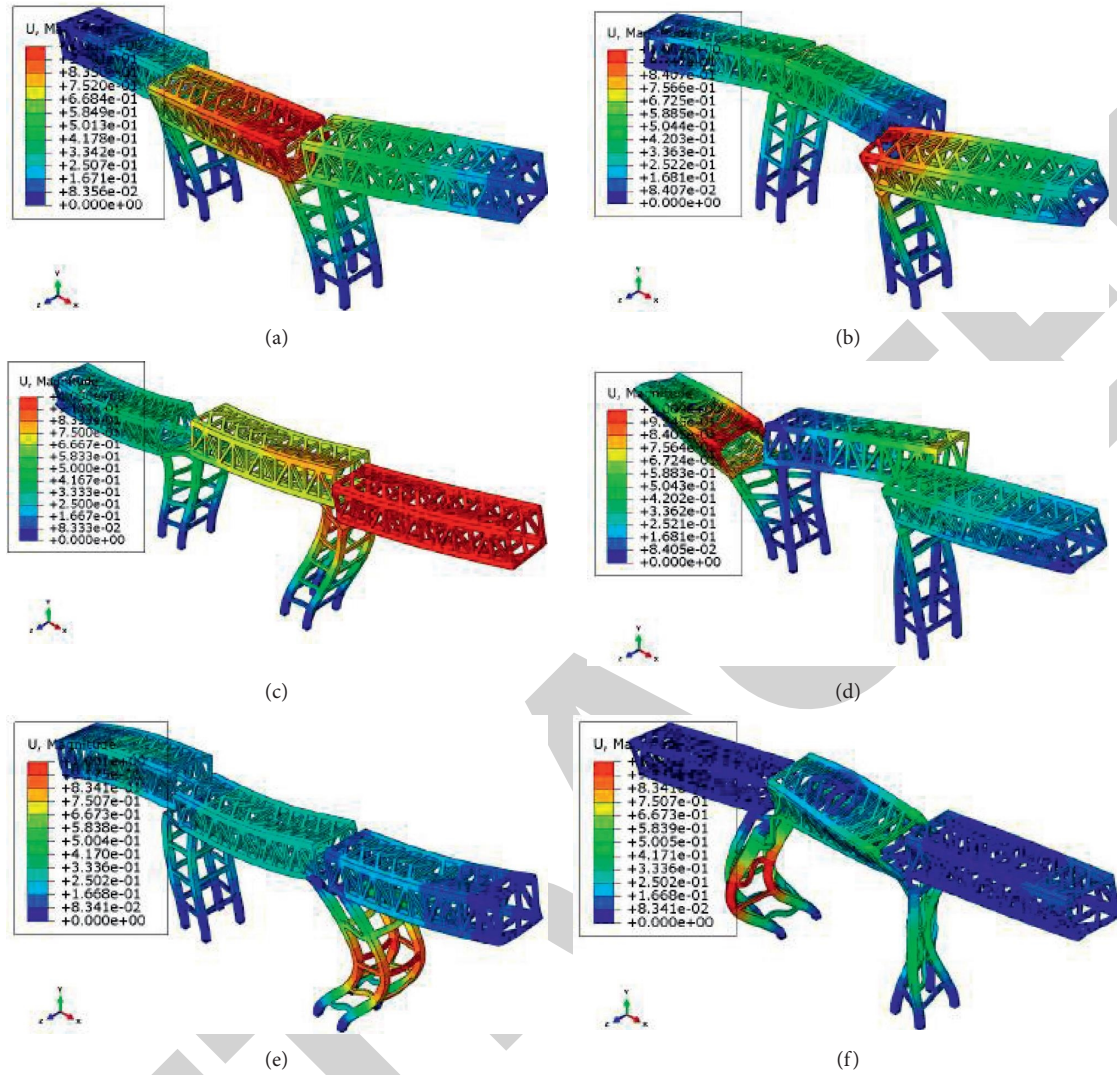 U, Magnitude
+7.520e-01
+6.684e-01
+5.849e-01
+5.013e-01
+4.178e-01
+3.342e-01
+2.507e-01
+1.671e-01
+8.356e-02
+0.000e+00
Y
Z
X
(a)
U, Magnitude
+8.407e-01
+7.566e-01
+6.725e-01
+5.885e-01
+5.044e-01
+4.203e-01
+3.363e-01
+2.522e-01
+1.681e-01
+8.407e-02
+0.000e+00
Y
Z
X
(b)
U, Magnitude
+8.333e-01
+7.500e-01
+6.667e-01
+5.833e-01
+5.000e-01
+4.167e-01
+3.333e-01
+2.500e-01
+1.667e-01
+8.333e-02
+0.000e+00
Y
Z
X
(c)
U, Magnitude
+8.405e-01
+7.564e-01
+6.724e-01
+5.883e-01
+5.043e-01
+4.202e-01
+3.362e-01
+2.521e-01
+1.681e-01
+8.405e-02
+0.000e+00
Y
Z
X
(d)
U, Magnitude
+8.341e-01
+7.507e-01
+6.673e-01
+5.838e-01
+5.004e-01
+4.170e-01
+3.336e-01
+2.502e-01
+1.668e-01
+8.341e-02
+0.000e+00
Y
Z
X
(e)
U, Magnitude
+8.341e-01
+7.507e-01
+6.673e-01
+5.839e-01
+5.005e-01
+4.171e-01
+3.336e-01
+2.502e-01
+1.668e-01
+8.341e-02
+0.000e+00
Y
Z
X
(f)